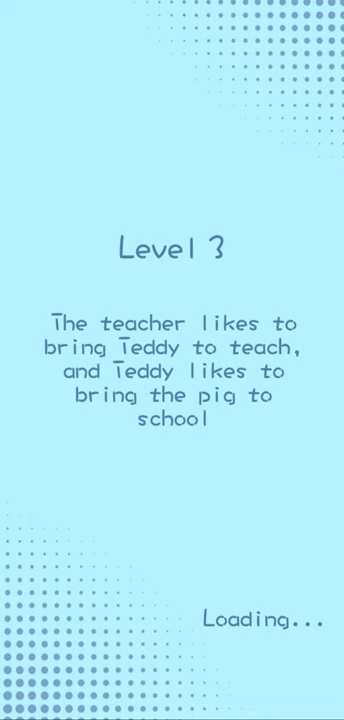 Level 3
The teacher likes to
bring Teddy to teach,
and Teddy likes to
bring the pig to
school
Loading...